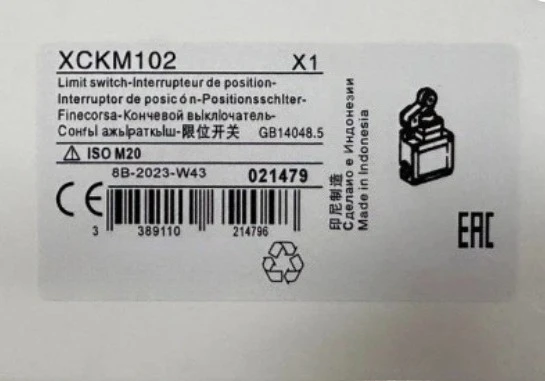 XCKM102 X1
Limit switch-Interrupteur de position-
Interruptor de posic ó n-Positionsschlter-
Finecorsa-Кончевой выключатель-
Соңғы ажыратқыш-限位开关 GB14048.5
ISO M20
8B-2023-W43 021479
CE
3 389110 214796
印尼制造
Сделано е Индонезии
Made in Indonesia
EAC